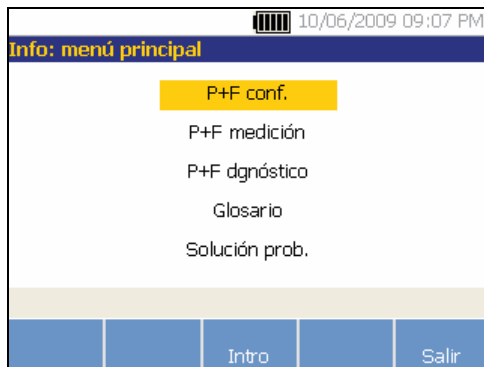 10/06/2009 09:07 PM
Info: menú principal
P+F conf.
P+F medición
P+F dgnóstico
Glosario
Solución prob.
Intro Salir